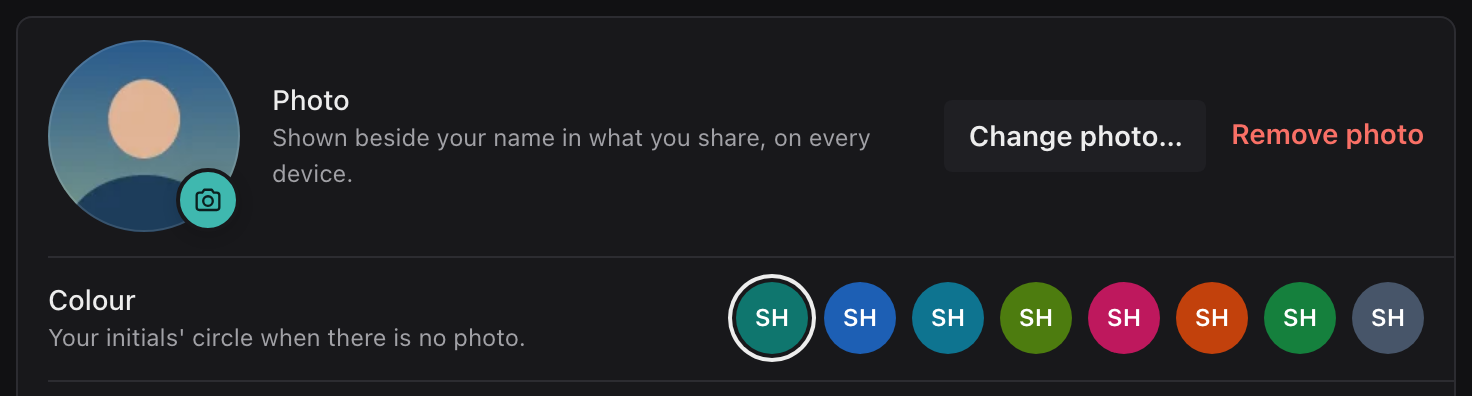 Photo
Shown beside your name in what you share, on every
device.
Change photo...
Remove photo
Colour
Your initials' circle when there is no photo.
SH SH SH SH SH SH SH SH